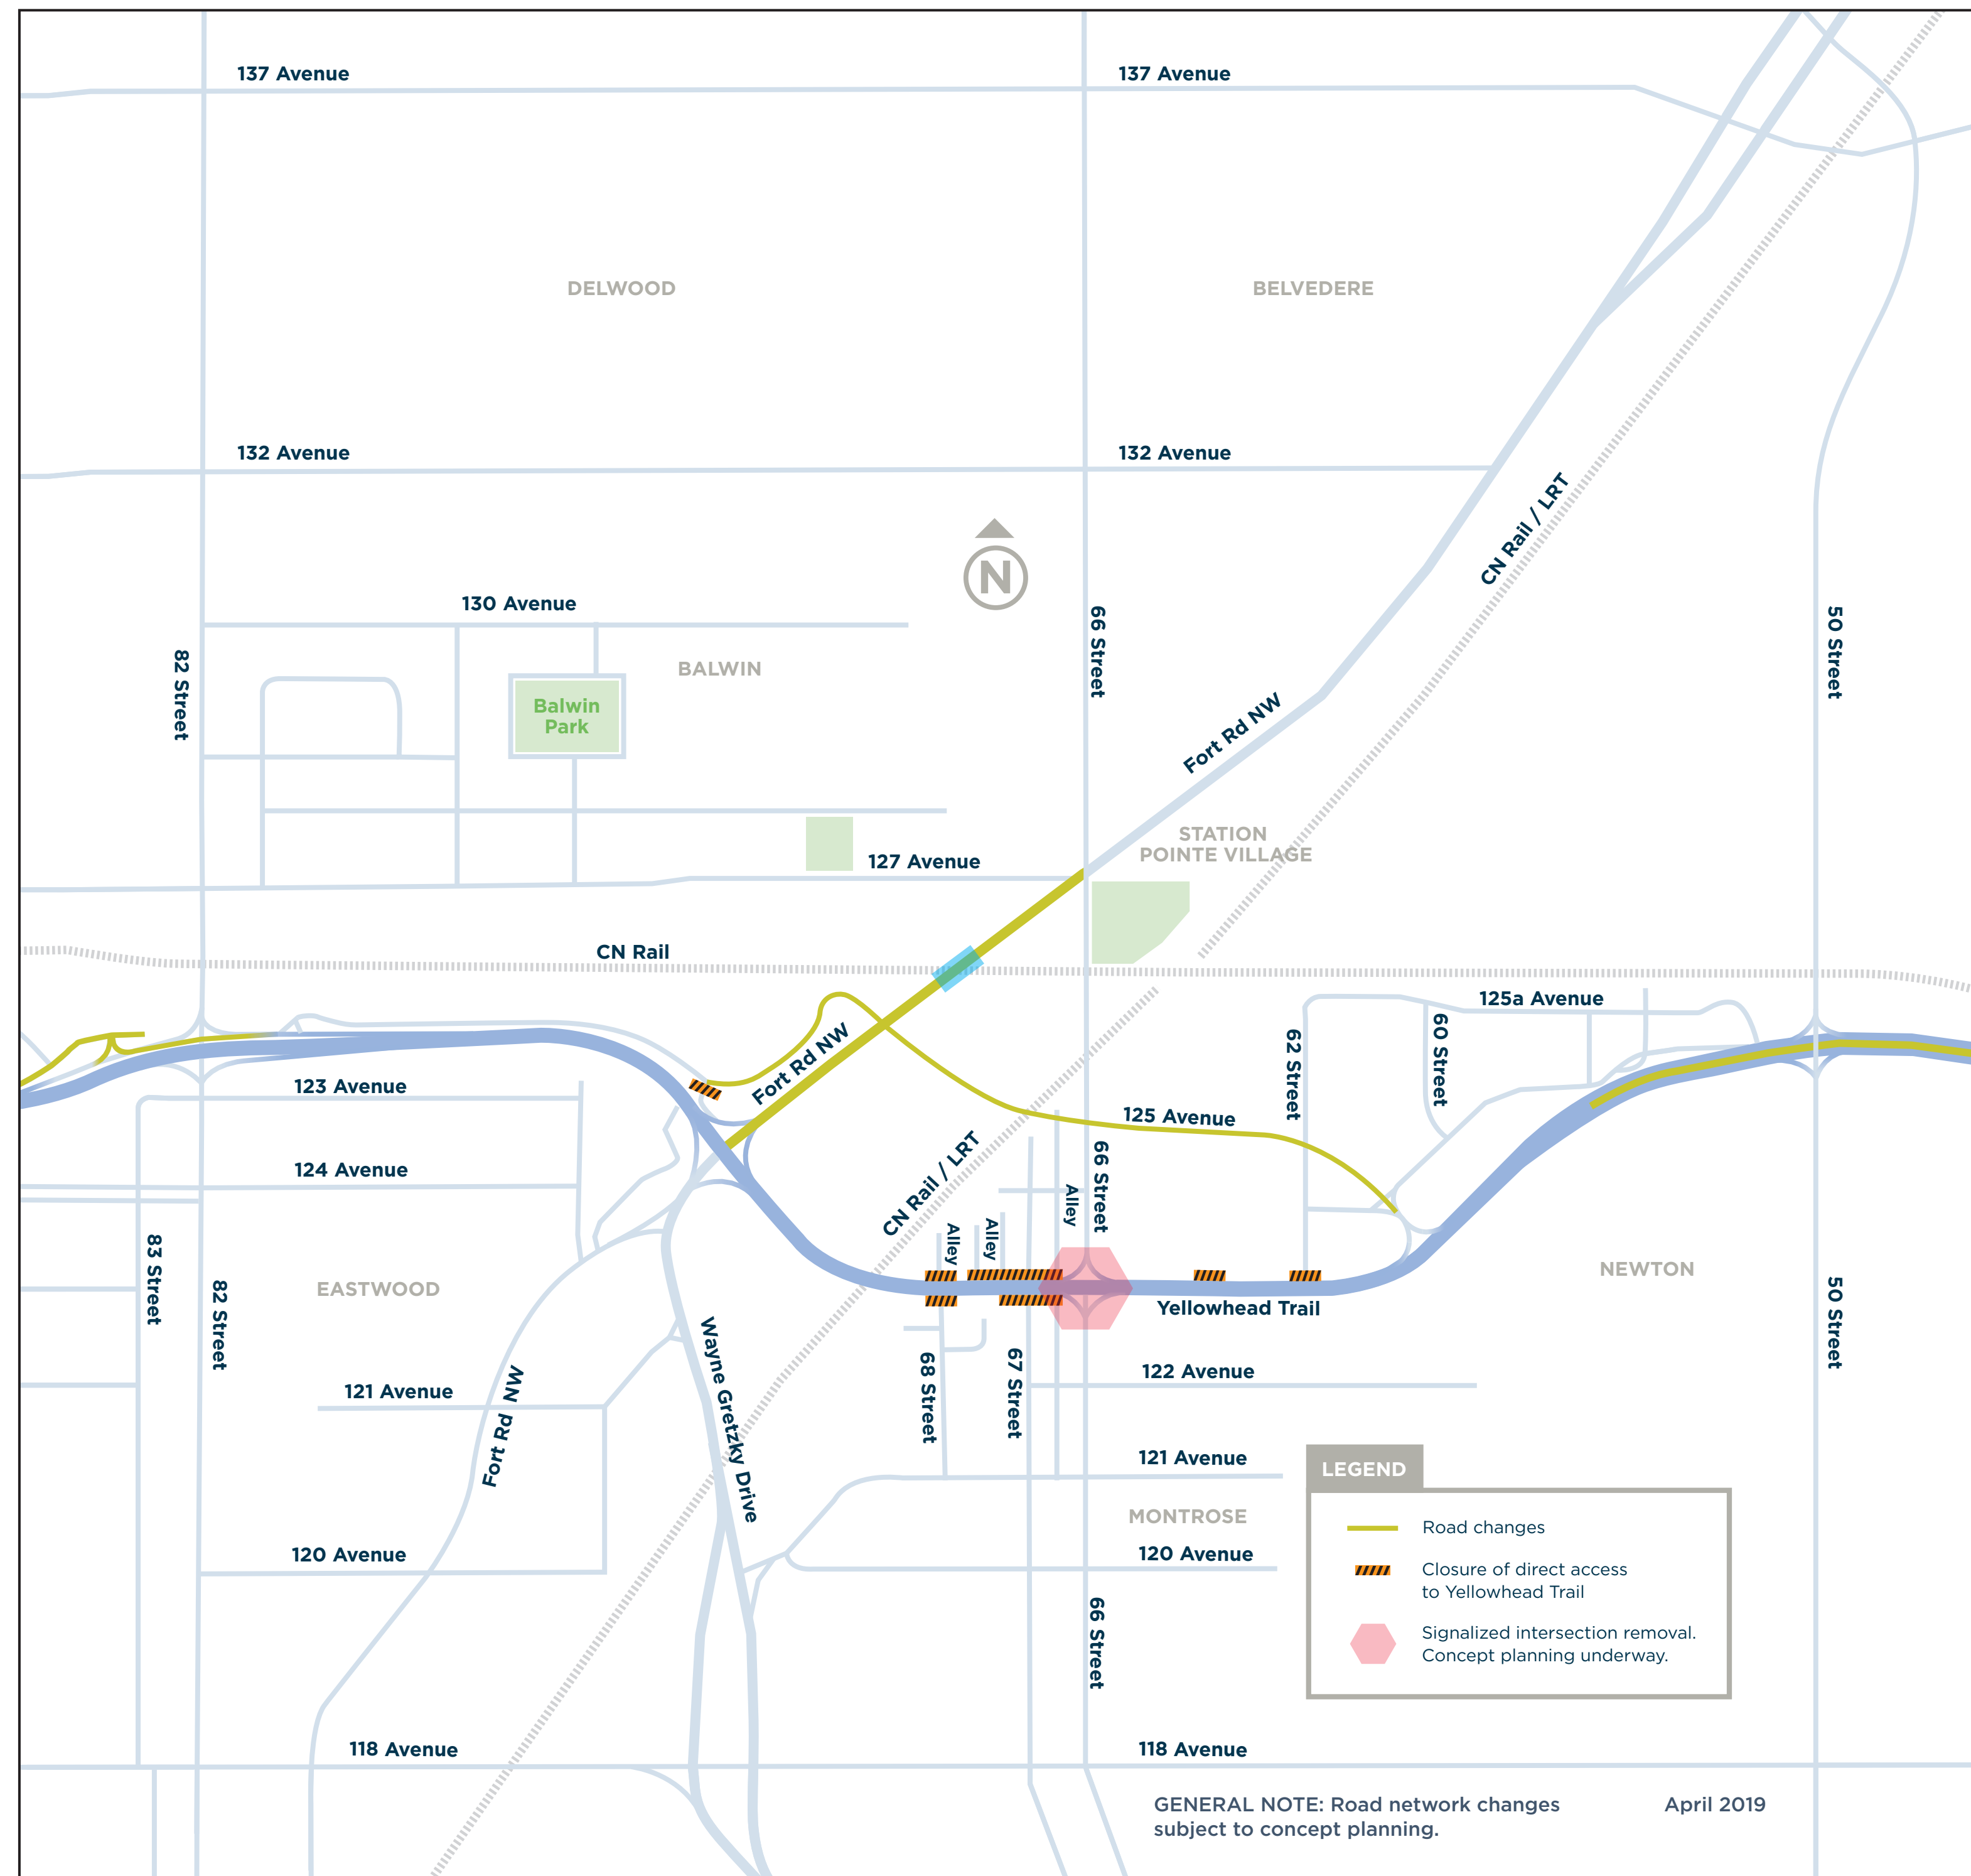 137 Avenue
137 Avenue
DELWOOD
BELVEDERE
132 Avenue
132 Avenue
CN Rail / LRT
N
130 Avenue
66 Street
50 Street
82 Street
BALWIN
Balwin
Park
Fort Rd NW
STATION
POINTE VILLAGE
127 Avenue
CN Rail
125a Avenue
60 Street
62 Street
Fort Rd NW
123 Avenue
125 Avenue
CN Rail / LRT
66 Street
124 Avenue
Alley
Alley
Alley
83 Street
82 Street
EASTWOOD
NEWTON
50 Street
Yellowhead Trail
Wayne Gretzky Drive
68 Street
67 Street
122 Avenue
121 Avenue
Fort Rd NW
121 Avenue
LEGEND
MONTROSE
Road changes
120 Avenue
120 Avenue
Closure of direct access
to Yellowhead Trail
66 Street
Signalized intersection removal.
Concept planning underway.
118 Avenue
118 Avenue
GENERAL NOTE: Road network changes
subject to concept planning.
April 2019